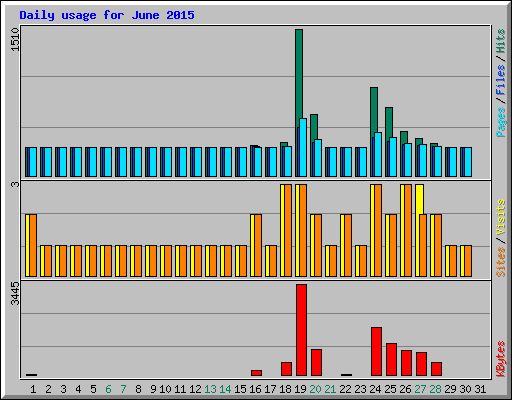 Daily usage for June 2015
1510
Pages/Files/Hits
3
Sites/Visits
3445
KBytes
1 2 3 4 5 6 7 8 9 10 11 12 13 14 15 16 17 18 19 20 21 22 23 24 25 26 27 28 29 30 31